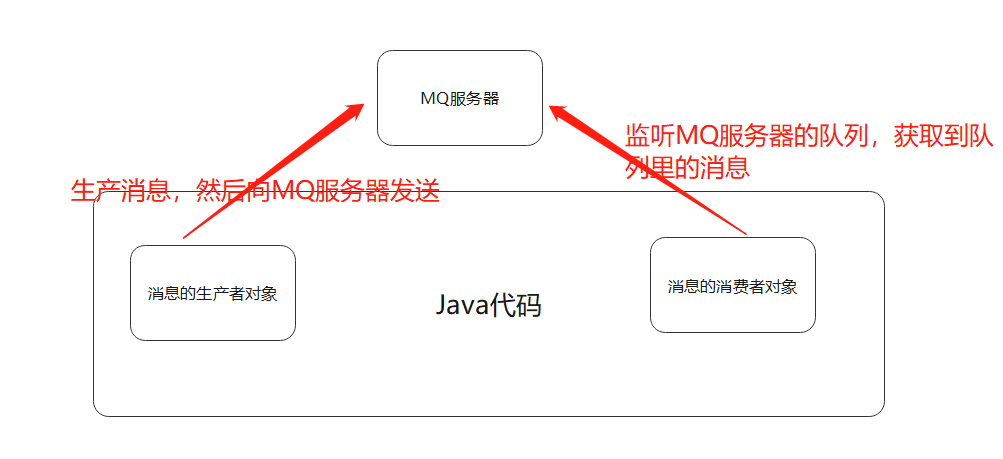 MQ服务器
监听MQ服务器的队列，获取到队
列里的消息
生产消息，然后向MQ服务器发送
消息的生产者对象
Java代码
消息的消费者对象